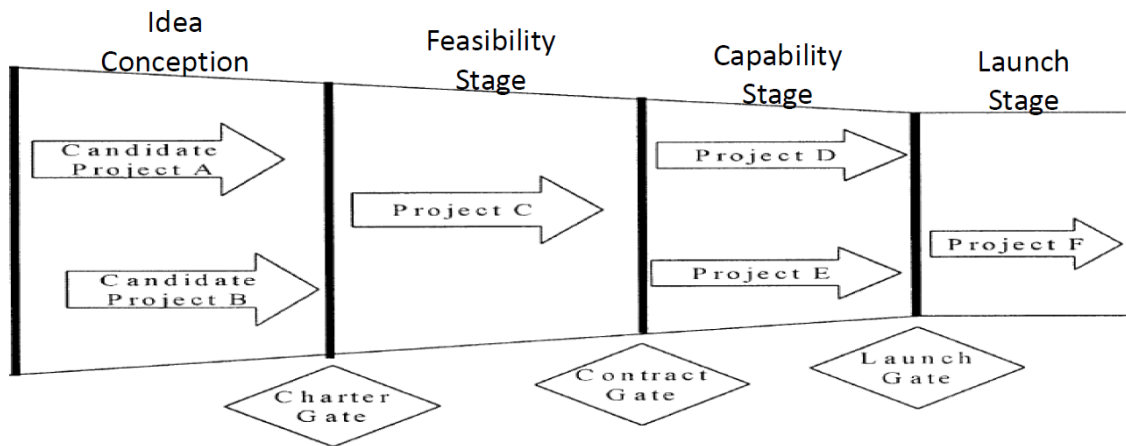 Idea
Conception
Feasibility
Stage
Capability
Stage
Launch
Stage
Candidate
Project A
Candidate
Project B
Project C
Project D
Project E
Project F
Charter
Gate
Contract
Gate
Launch
Gate